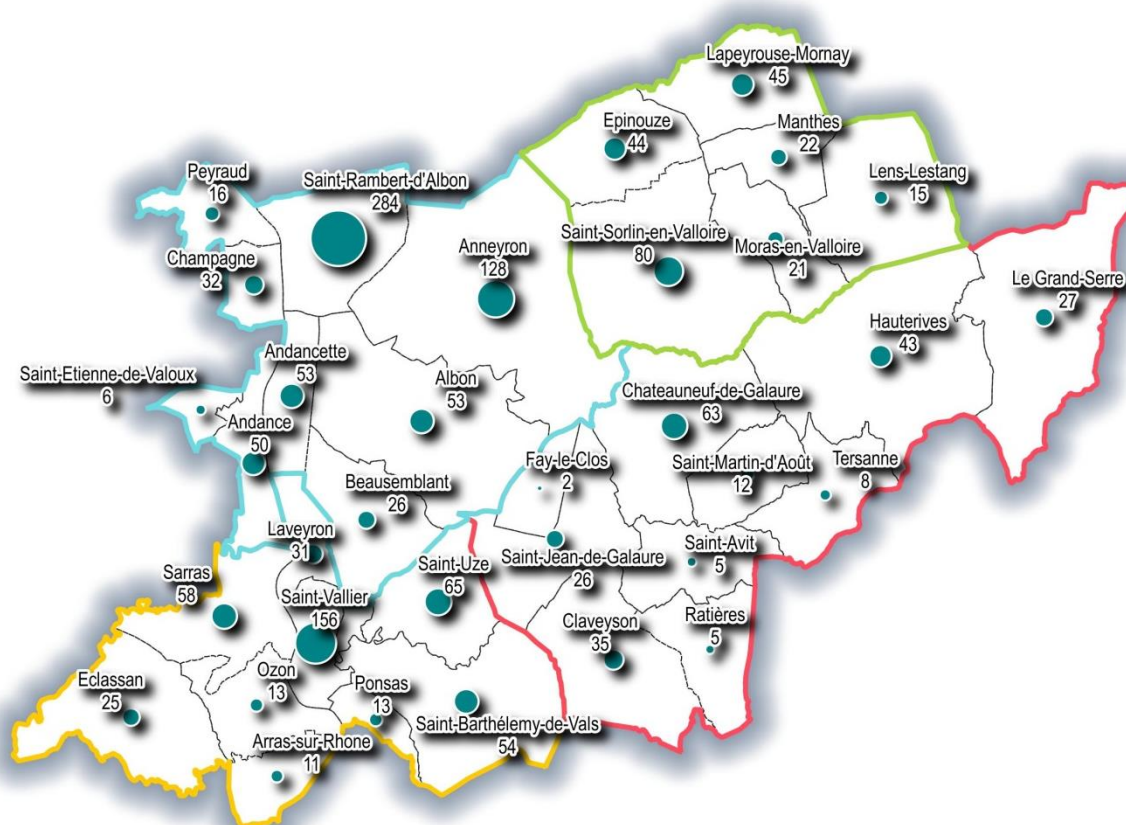 Lapeyrouse-Mornay
45
Epinouze
44
Manthes
22
Peyraud
16
Saint-Rambert-d'Albon
284
Lens-Lestang
15
Saint-Sorlin-en-Valloire
80
Moras-en-Valloire
21
Anneyron
128
Champagne
32
Le Grand-Serre
27
Hauterives
43
Andancette
53
Saint-Etienne-de-Valoux
6
Albon
53
Chateauneuf-de-Galaure
63
Andance
50
Fay-le-Clos
2
Saint-Martin-d'Août
12
Tersanne
8
Beausemblant
26
Laveyron
31
Saint-Jean-de-Galaure
26
Saint-Avit
5
Saint-Uze
65
Sarras
58
Saint-Vallier
156
Claveyson
35
Ratières
5
Eclassan
25
Ozon
13
Ponsas
13
Saint-Barthélemy-de-Vals
54
Arras-sur-Rhone
11